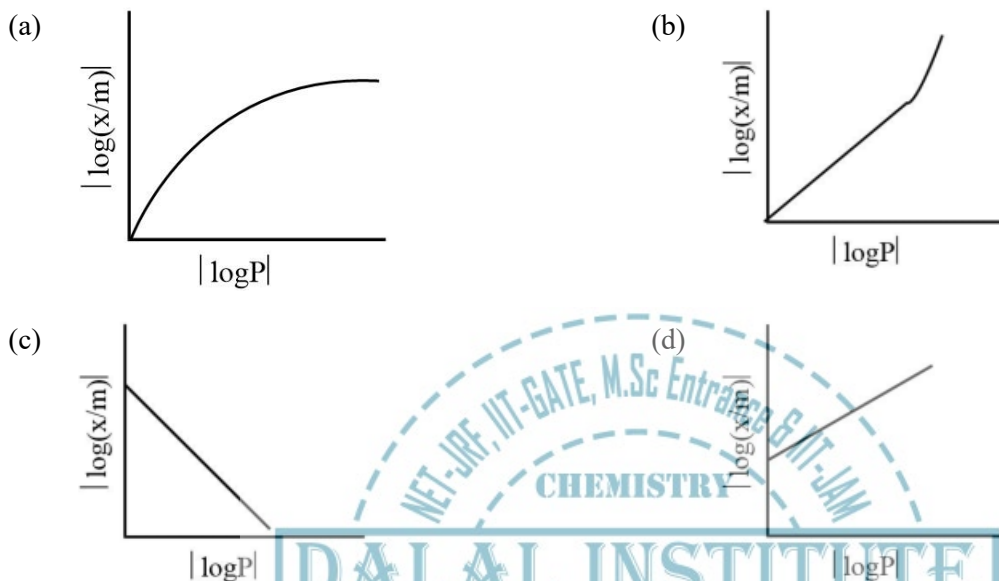 (a)
(b)
|log(x/m)|
|log(x/m)|
|logP|
|logP|
(c)
(d)
|log(x/m)|
|log(x/m)|
|logP|
|logP|
NET-JRF, IIT-GATE, M.Sc Entrance & IIT-JAM
CHEMISTRY
DALAL INSTITUTE